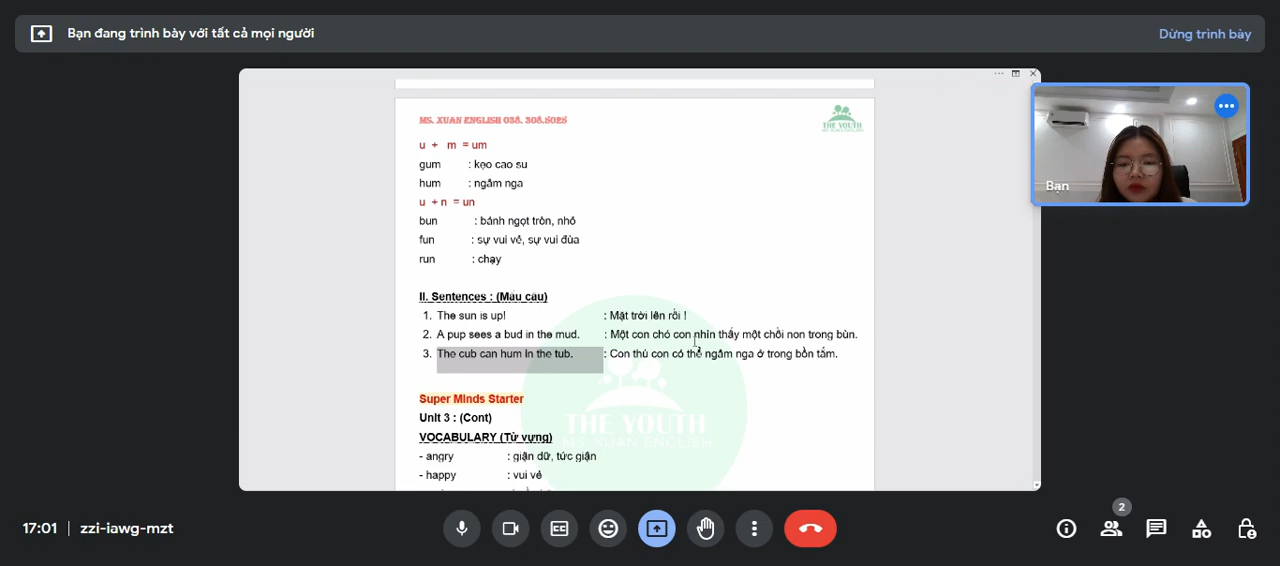 Bạn đang trình bày với tất cả mọi người
Dừng trình bày
MS. XUAN ENGLISH 038. 308.5025
THE YOUTH
MS. XUAN ENGLISH
u + m = um
gum : kẹo cao su
hum : ngâm nga
u + n = un
bun : bánh ngọt tròn, nhỏ
fun : sự vui vẻ, sự vui đùa
run : chạy
II. Sentences : (Mẫu câu)
1. The sun is up! : Mặt trời lên rồi !
2. A pup sees a bud in the mud. : Một con chó con nhìn thấy một chồi non trong bùn.
3. The cub can hum in the tub. : Con thú con có thể ngâm nga ở trong bồn tắm.
Super Minds Starter
Unit 3 : (Cont)
THE YOUTH
VOCABULARY (Từ vựng)
MS. XUAN ENGLISH
- angry : giận dữ, tức giận
- happy : vui vẻ
Bạn
17:01 | zzi-iawg-mzt
2